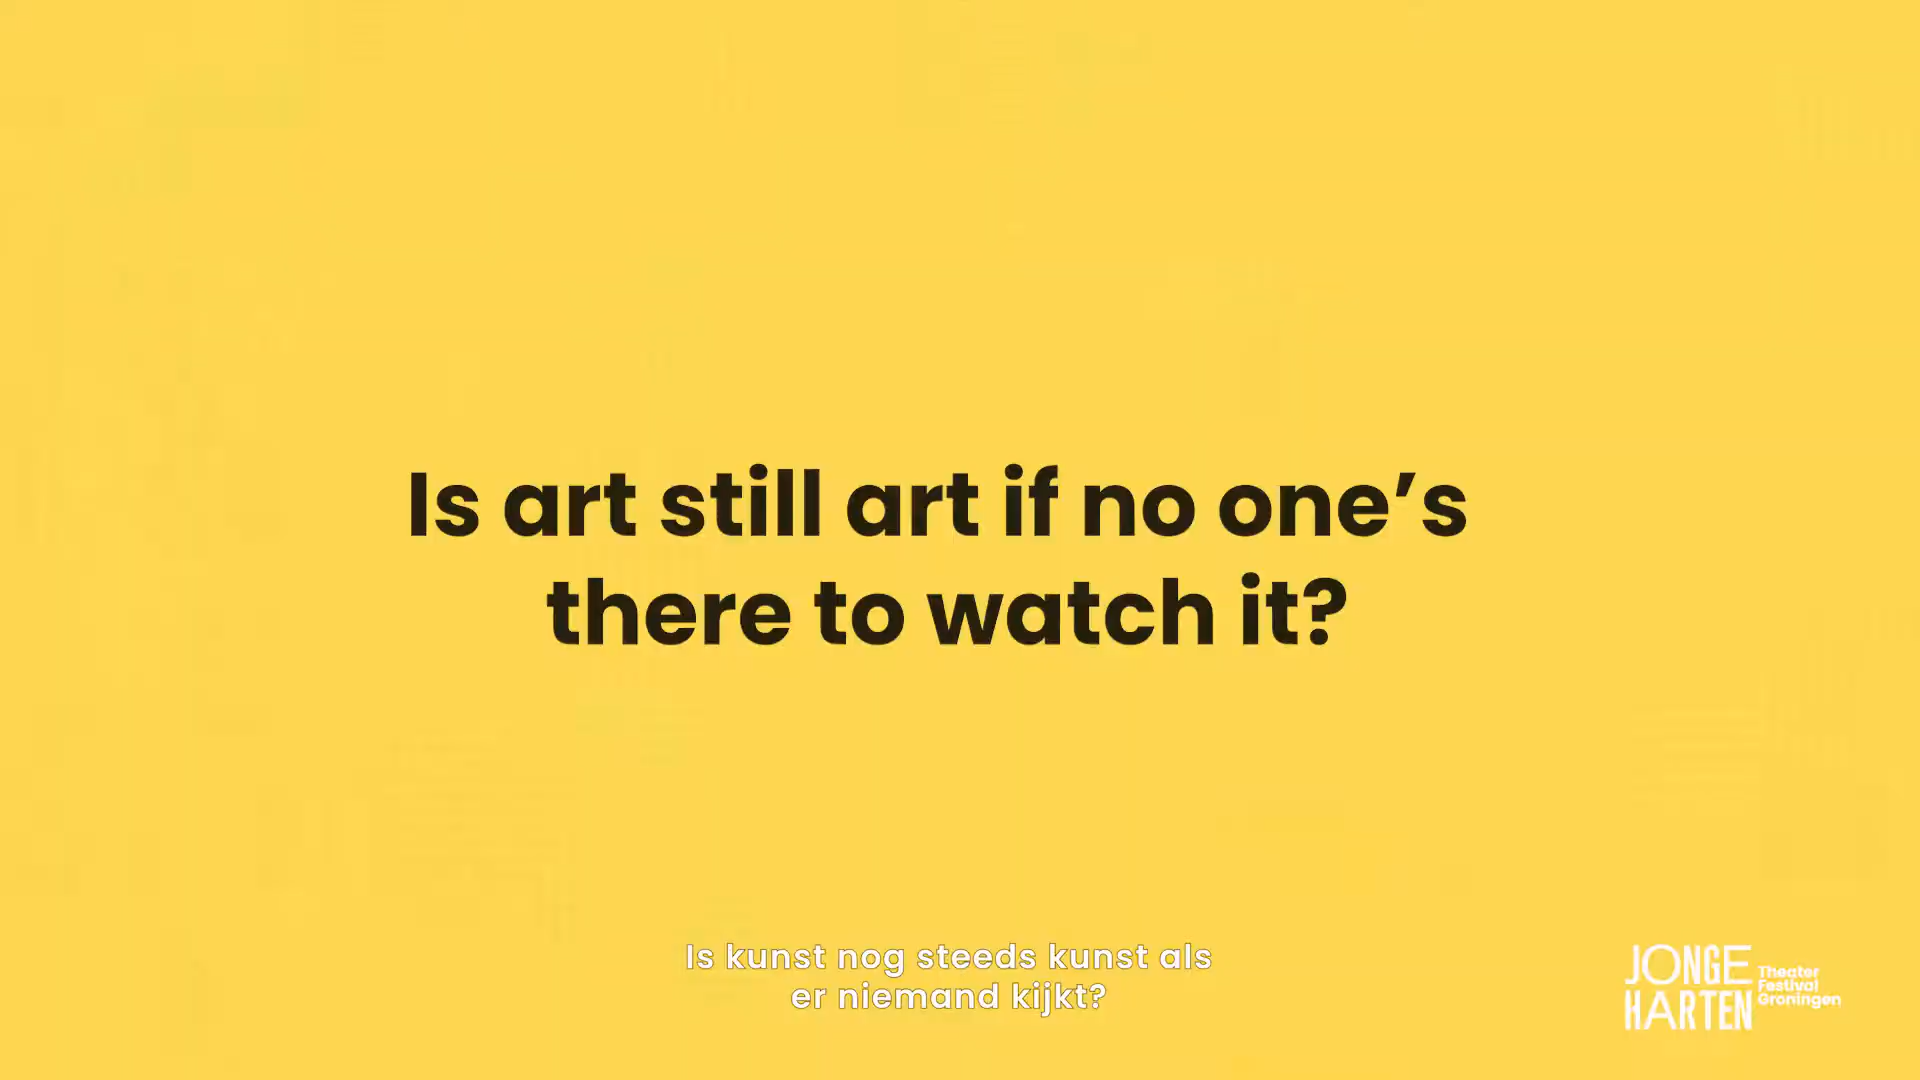 Is art still art if no one’s
there to watch it?
Is kunst nog steeds kunst als
er niemand kijkt?
JONGE
HARTEN
Theater
Festival
Groningen